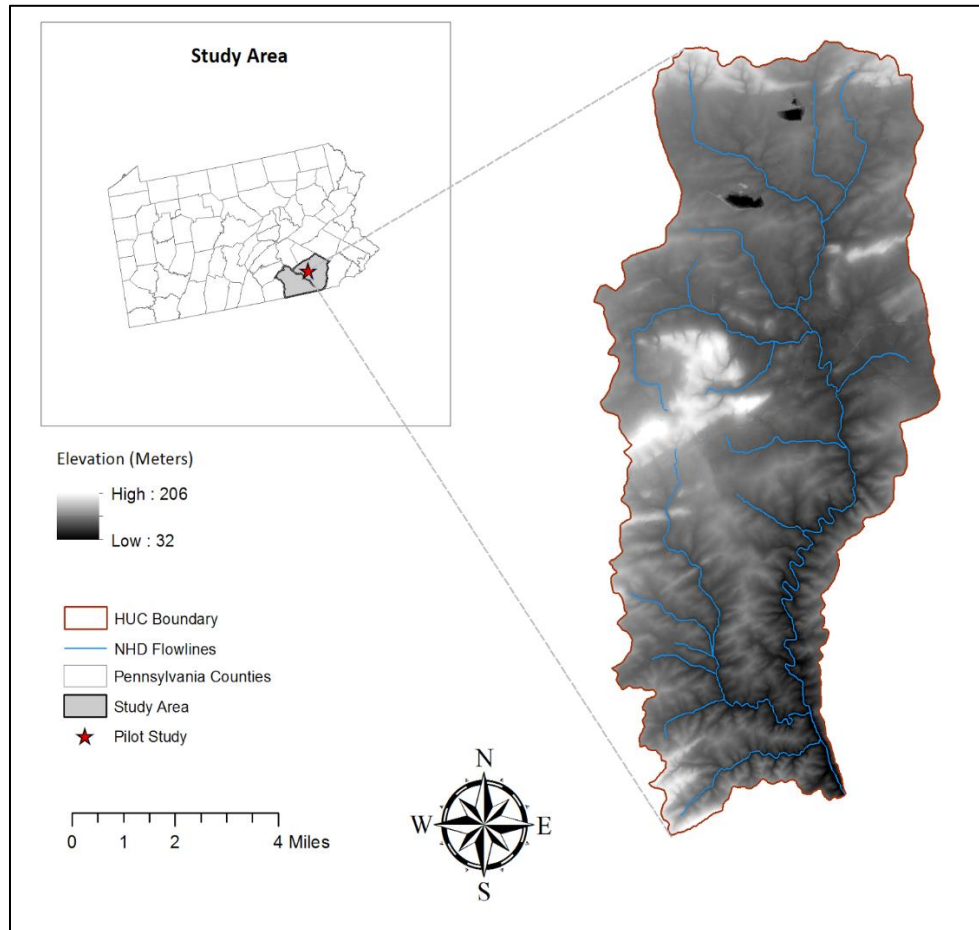 Study Area
Elevation (Meters)
High : 206
Low : 32
HUC Boundary
NHD Flowlines
Pennsylvania Counties
Study Area
Pilot Study
0 1 2 4 Miles
N
W E
S